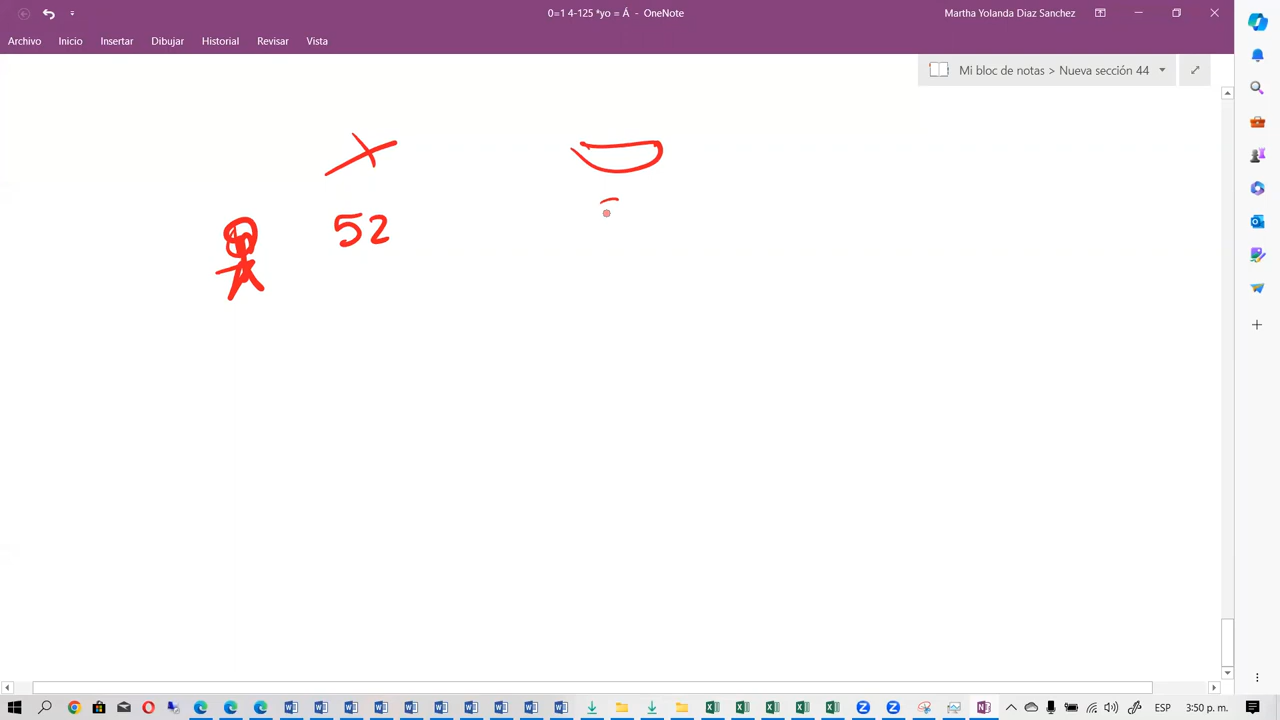 0=1 4-125 *yo = Á - OneNote
Martha Yolanda Diaz Sanchez
Archivo Inicio Insertar Dibujar Historial Revisar Vista
Mi bloc de notas > Nueva sección 44
52
ESP 3:50 p. m.